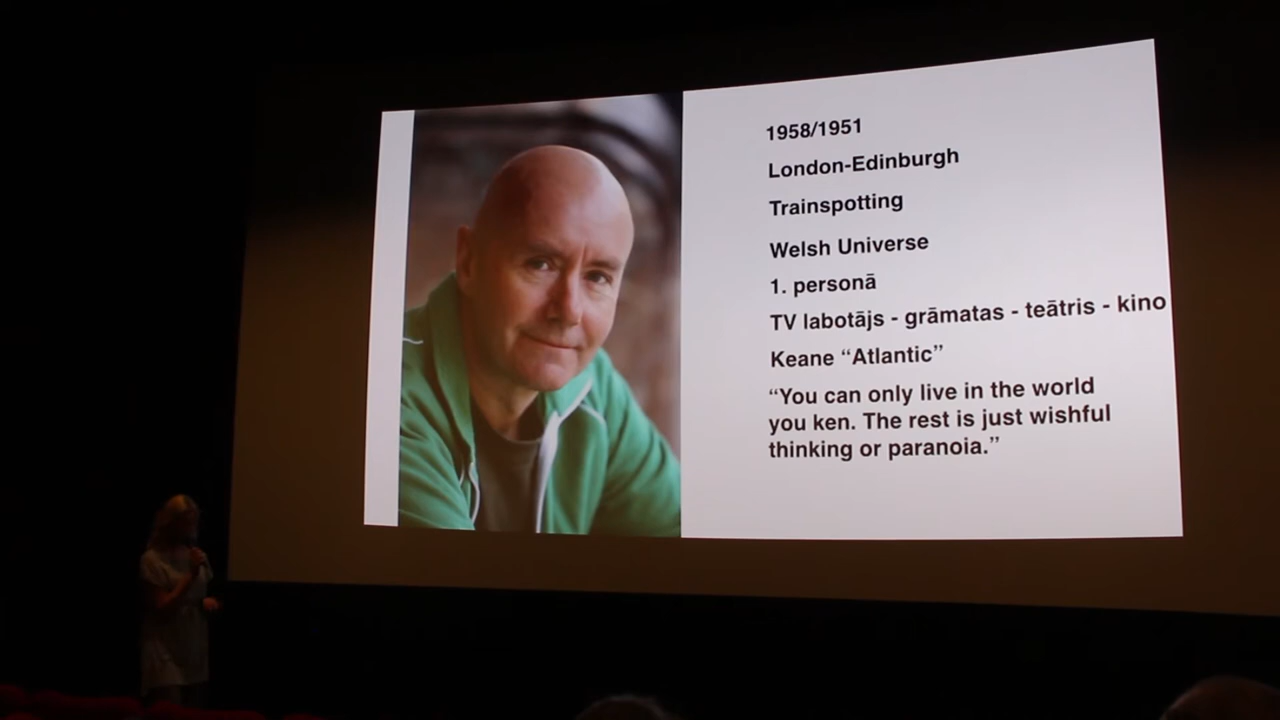 1958/1951
London-Edinburgh
Trainspotting
Welsh Universe
1. personā
TV labotājs - grāmatas - teātris - kino
Keane “Atlantic”
“You can only live in the world
you ken. The rest is just wishful
thinking or paranoia.”